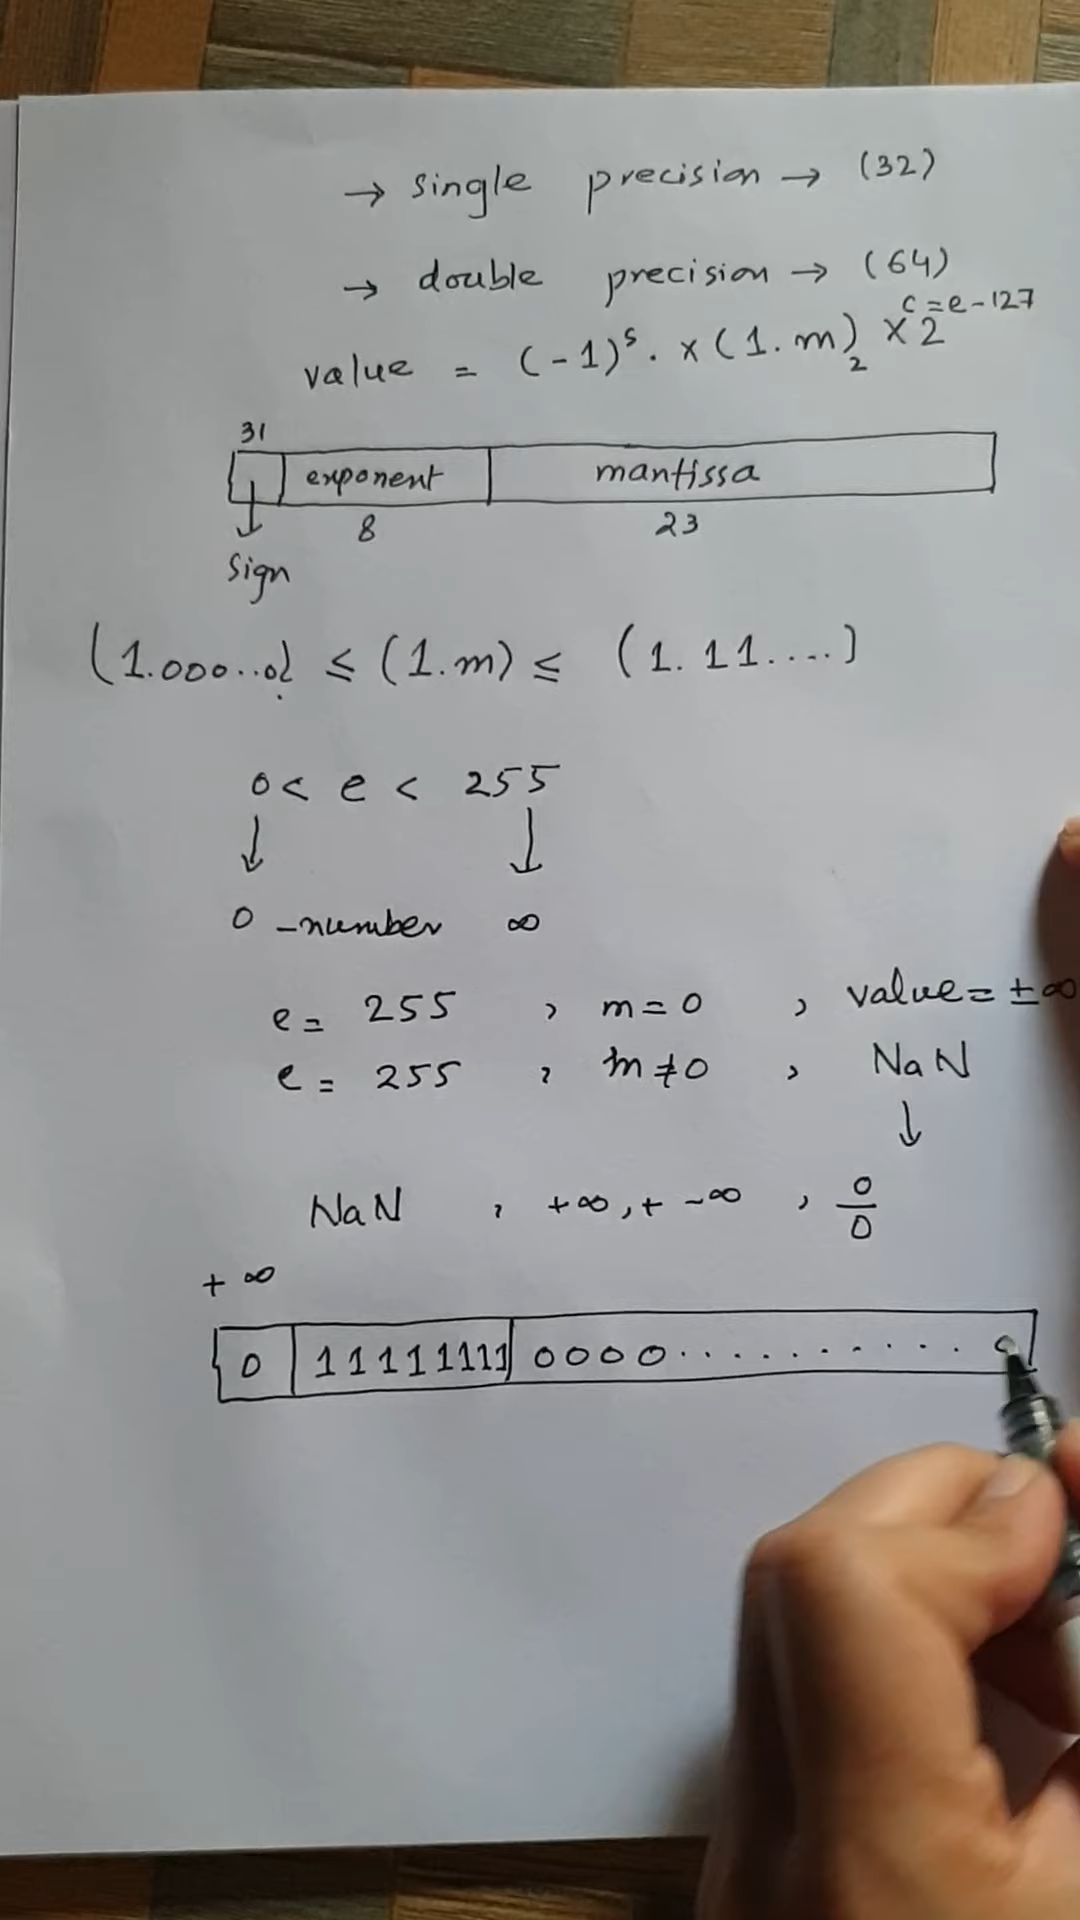 → single precision → (32)
→ double precision → (64)
value = (-1)ˢ . × (1.m)₂ × 2^c=e-127
31
exponent mantissa
8 23
sign
(1.000..0)₂ ≤ (1.m) ≤ (1.11....)
0 < e < 255
↓ ↓
0 -number ∞
e = 255 , m = 0 , value = ±∞
e = 255 , m ≠ 0 , NaN
↓
NaN , +∞, + -∞ , 0/0
+ ∞
0 11111111 0000.......... 0